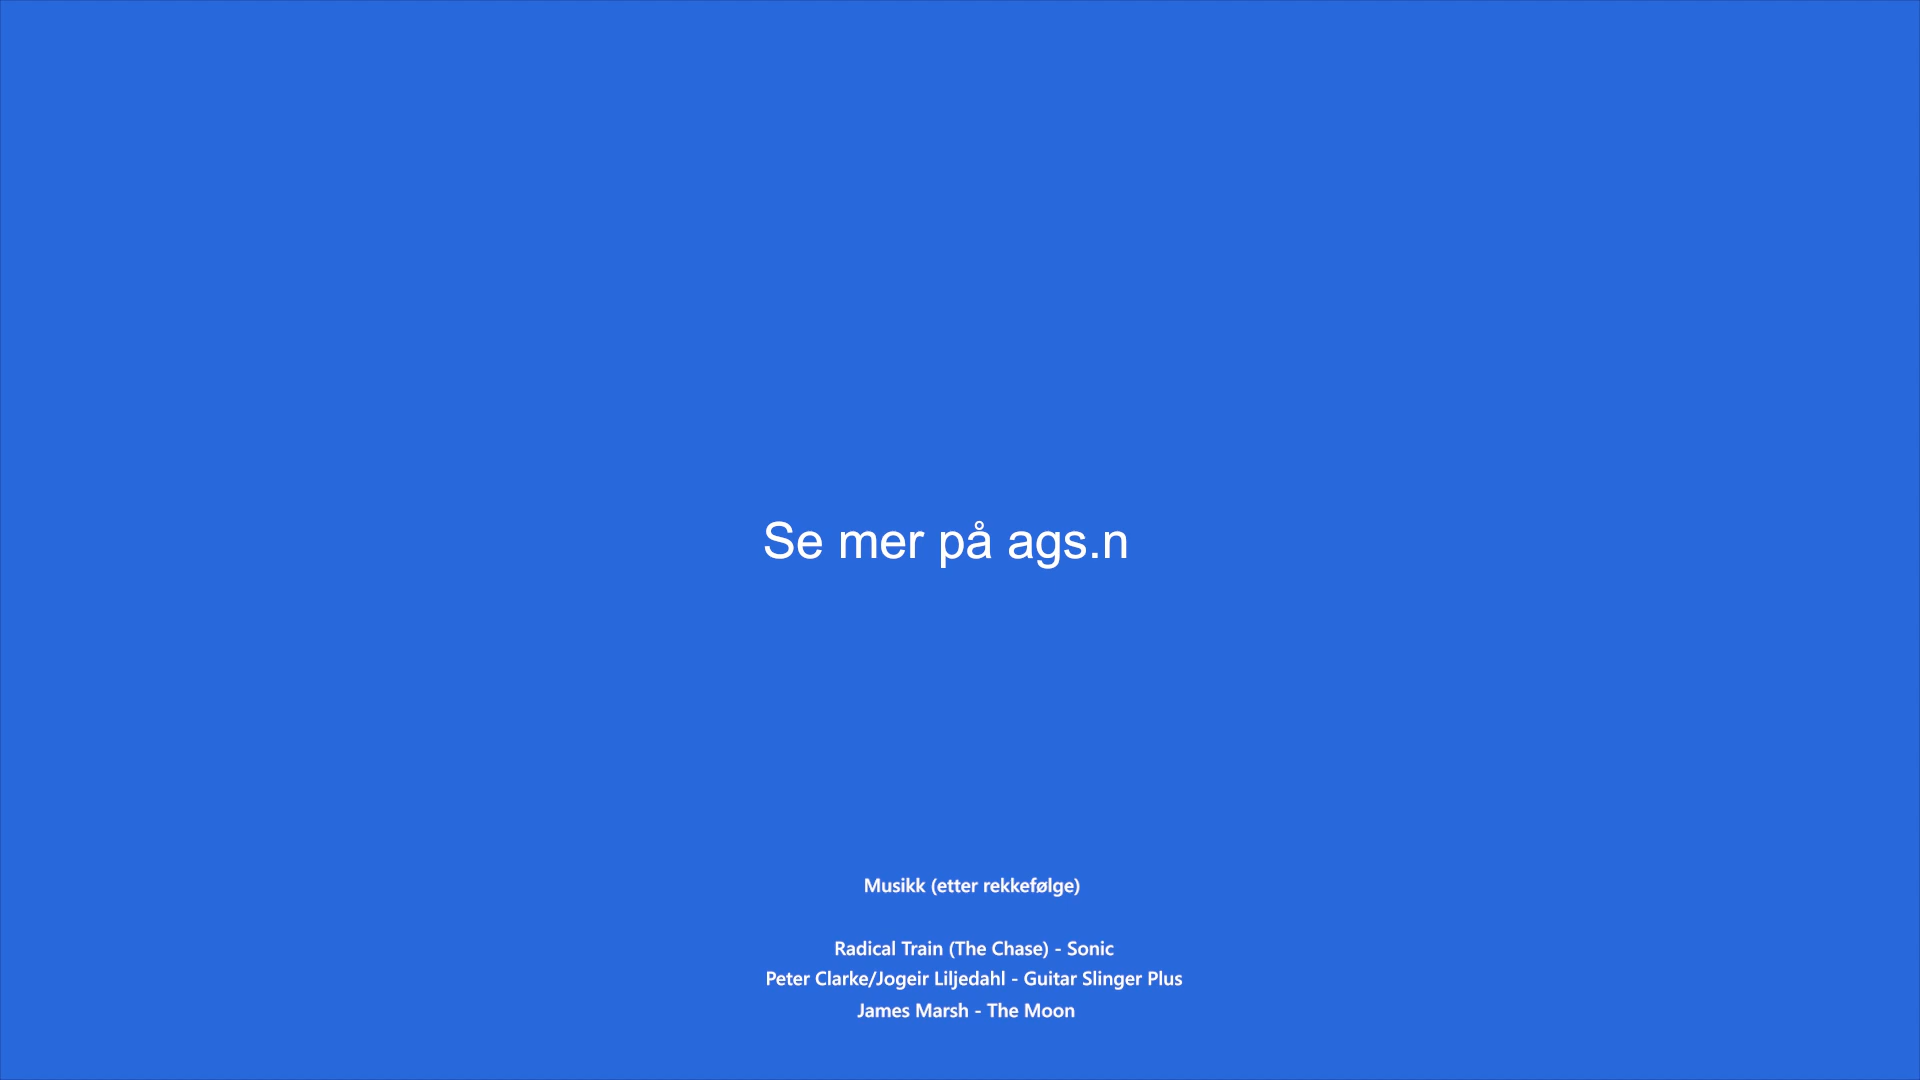 Se mer på ags.n
Musikk (etter rekkefølge)
Radical Train (The Chase) - Sonic
Peter Clarke/Jogeir Liljedahl - Guitar Slinger Plus
James Marsh - The Moon